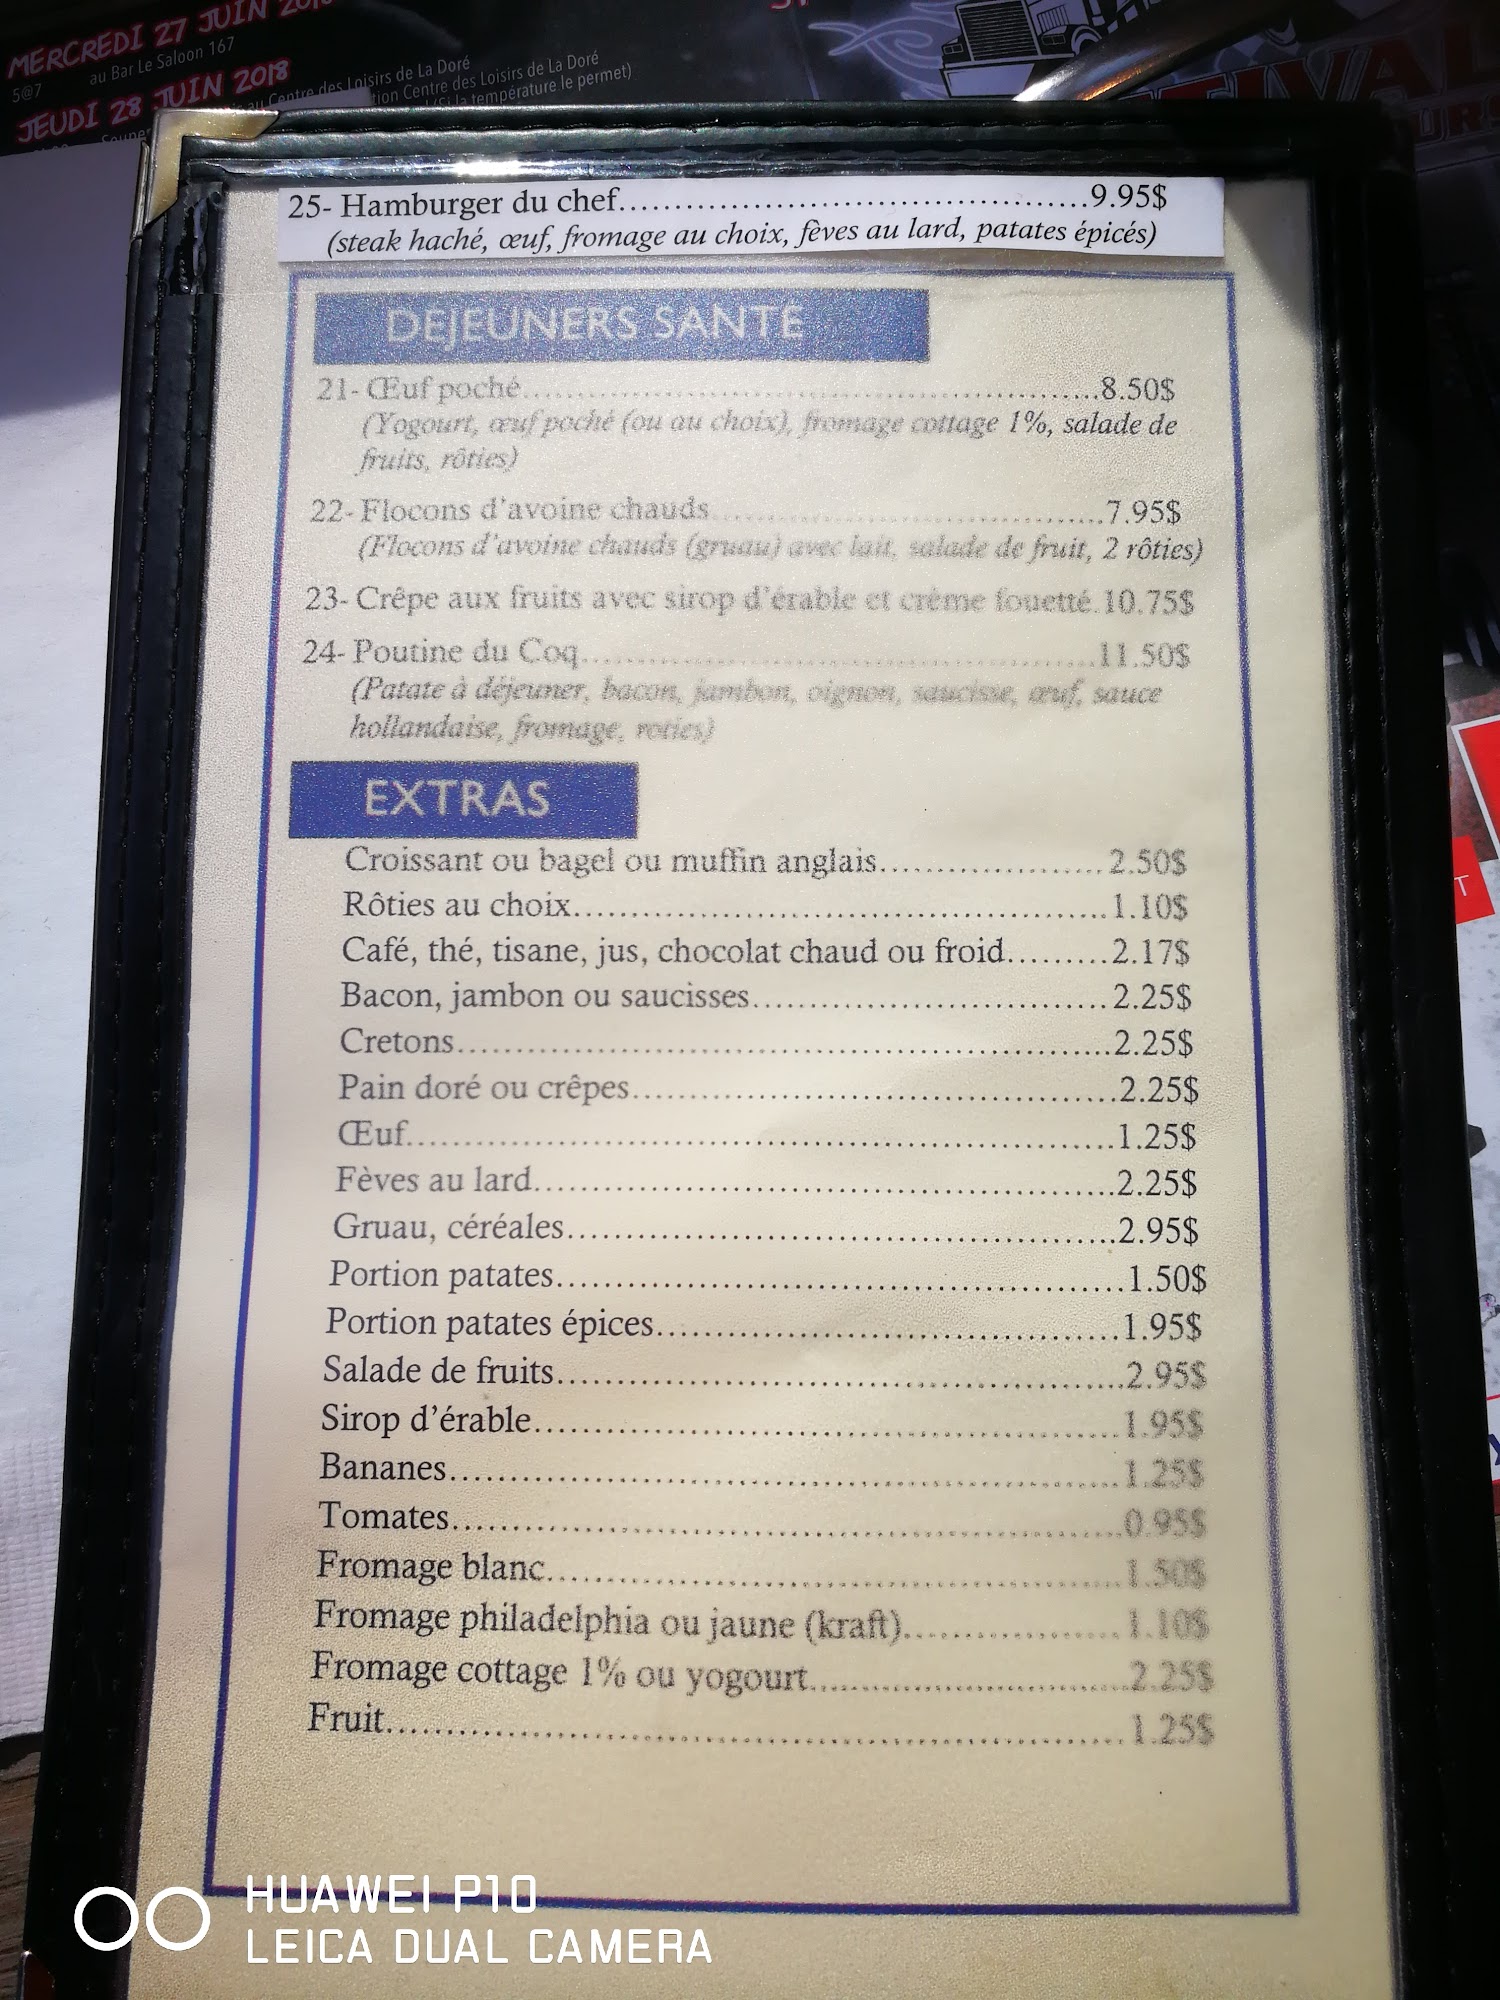 MERCREDI 27 JUIN
5@7 au Bar Le Saloon 167
JEUDI 28 JUIN 2018
au Centre des Loisirs de La Doré
Centre des Loisirs de La Doré
(Si la température le permet)
25- Hamburger du chef.......................................9.95$
(steak haché, œuf, fromage au choix, fèves au lard, patates épicés)
DEJEUNERS SANTE
21- Œuf poché.................................................8.50$
(Yogourt, œuf poché (ou au choix), fromage cottage 1%, salade de
fruits, rôties)
22- Flocons d'avoine chauds.................................7.95$
(Flocons d'avoine chauds (gruau) avec lait, salade de fruit, 2 rôties)
23- Crêpe aux fruits avec sirop d'érable et crème fouetté.10.75$
24- Poutine du Coq...........................................11.50$
(Patate à déjeuner, bacon, jambon, oignon, saucisse, œuf, sauce
hollandaise, fromage, roties)
EXTRAS
Croissant ou bagel ou muffin anglais...................2.50$
Rôties au choix.............................................1.10$
Café, thé, tisane, jus, chocolat chaud ou froid.........2.17$
Bacon, jambon ou saucisses..............................2.25$
Cretons.......................................................2.25$
Pain doré ou crêpes.........................................2.25$
Œuf............................................................1.25$
Fèves au lard.................................................2.25$
Gruau, céréales..............................................2.95$
Portion patates...............................................1.50$
Portion patates épices.......................................1.95$
Salade de fruits...............................................2.95$
Sirop d'érable.................................................1.95$
Bananes........................................................1.25$
Tomates........................................................0.95$
Fromage blanc................................................1.50$
Fromage philadelphia ou jaune (kraft)...................1.10$
Fromage cottage 1% ou yogourt...........................2.25$
Fruit............................................................1.25$
HUAWEI P10
LEICA DUAL CAMERA